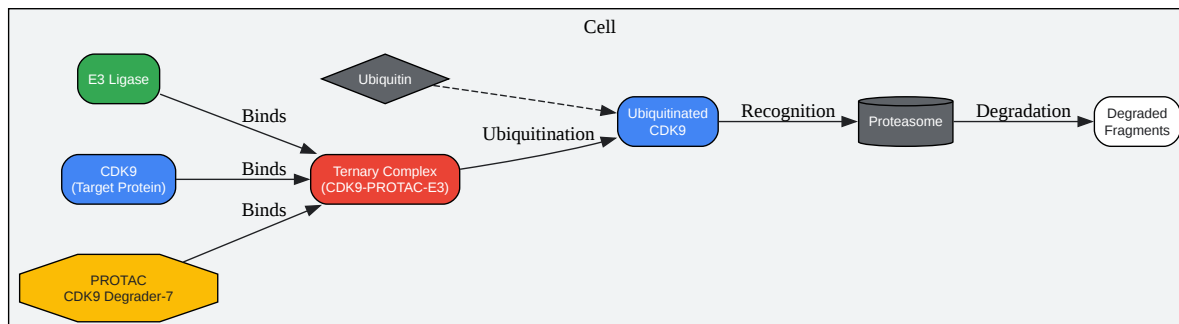 Cell
E3 Ligase
Binds
CDK9
(Target Protein)
Binds
PROTAC
CDK9 Degrader-7
Binds
Ternary Complex
(CDK9-PROTAC-E3)
Ubiquitin
Ubiquitination
Ubiquitinated
CDK9
Recognition
Proteasome
Degradation
Degraded
Fragments